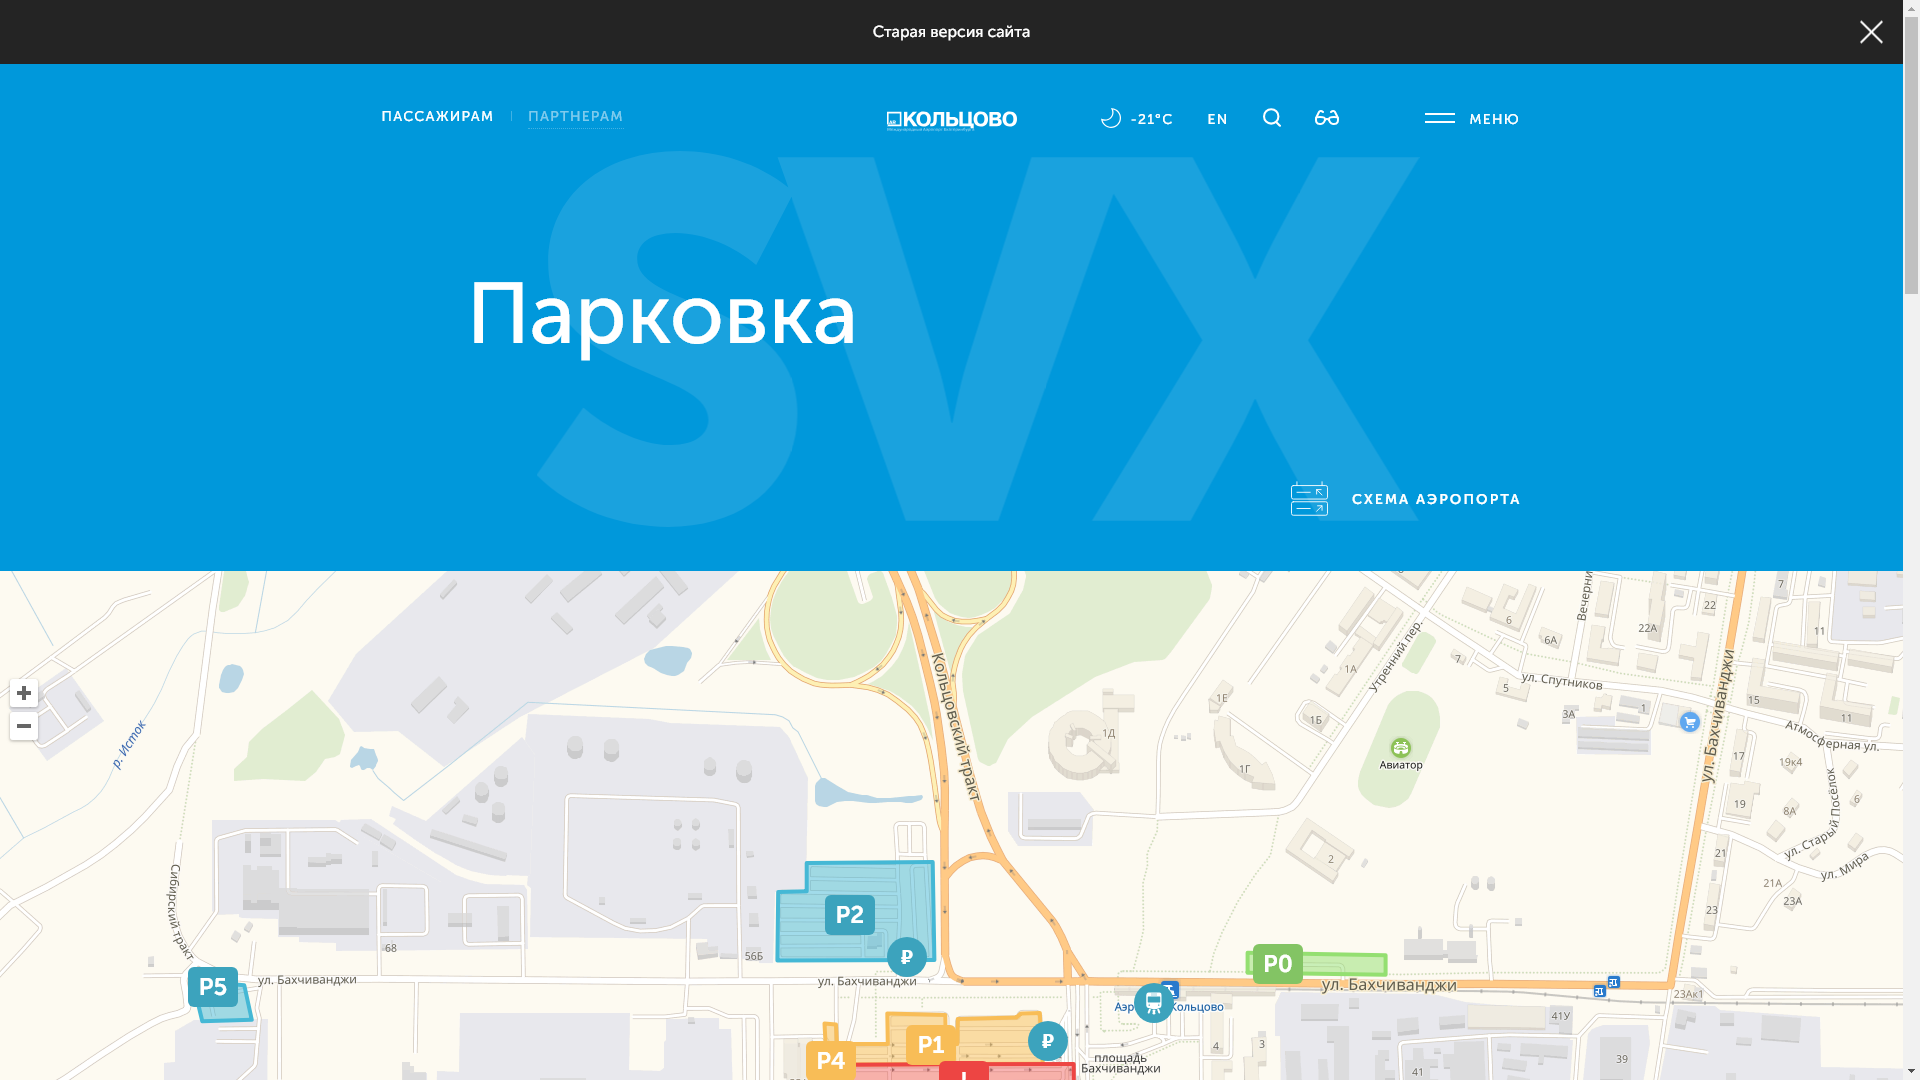 Старая версия сайта
ПАССАЖИРАМ
ПАРТНЕРАМ
КОЛЬЦОВО
-21°C
EN
МЕНЮ
SVX
Парковка
СХЕМА АЭРОПОРТА
7
22
Вечерни
11
22А
6
6А
Утренний пер.
Кольцовский тракт
ул. Бахчиванджи
7
1А
ул. Спутников
5
1Е
15
1
3А
11
1Б
р. Исток
1Д
Атмосферная ул.
Авиатор
17
19к4
1Г
6
19
8А
ул. Старый Посёлок
2
21
ул. Мира
21А
23А
Сибирский тракт
23
P2
68
56Б
₽
P0
ул. Бахчиванджи
ул. Бахчиванджи
ул. Бахчиванджи
P5
23Ак1
Кольцово
41У
P1
₽
4
3
площадь
Бахчиванджи
P4
39
41